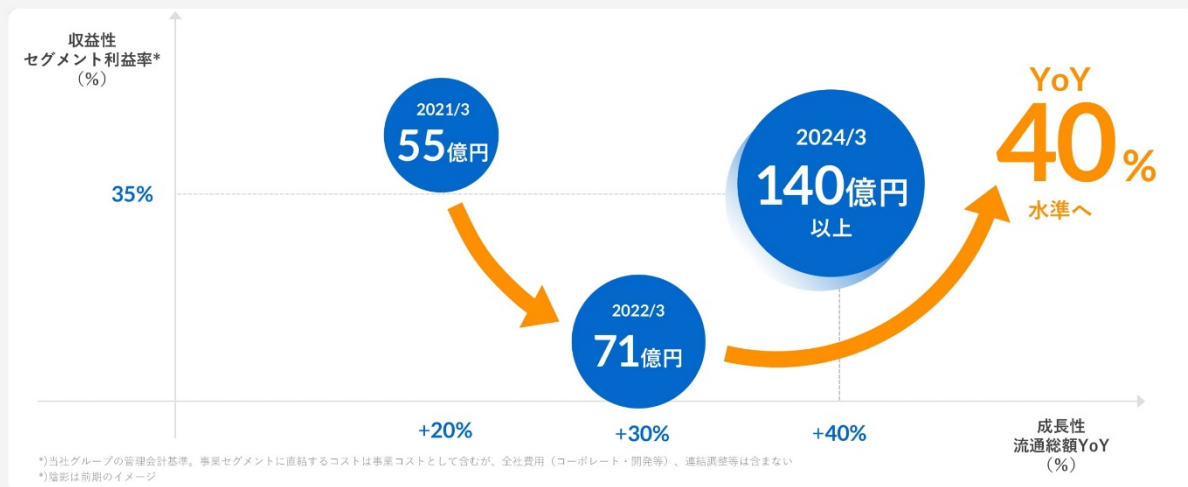 収益性
セグメント利益率*
(%)
35%
2021/3
55億円
2022/3
71億円
2024/3
140億円
以上
YoY
40%
水準へ
+20%
+30%
+40%
成長性
流通総額YoY
(%)
*)当社グループの管理会計基準。事業セグメントに直結するコストは事業コストとして含むが、全社費用（コーポレート・開発等）、連結調整等は含まない
*)陰影は前期のイメージ